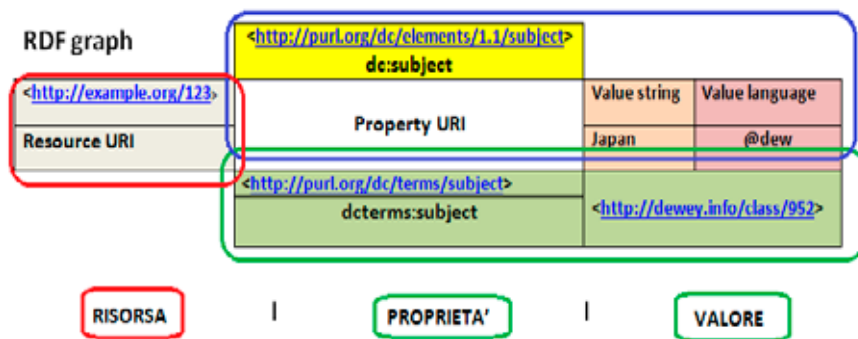 RDF graph
<http://purl.org/dc/elements/1.1/subject>
dc:subject
<http://example.org/123>
Resource URI
Property URI
Value string
Value language
Japan
@dew
<http://purl.org/dc/terms/subject>
dcterms:subject
<http://dewey.info/class/952>
RISORSA | PROPRIETA' | VALORE